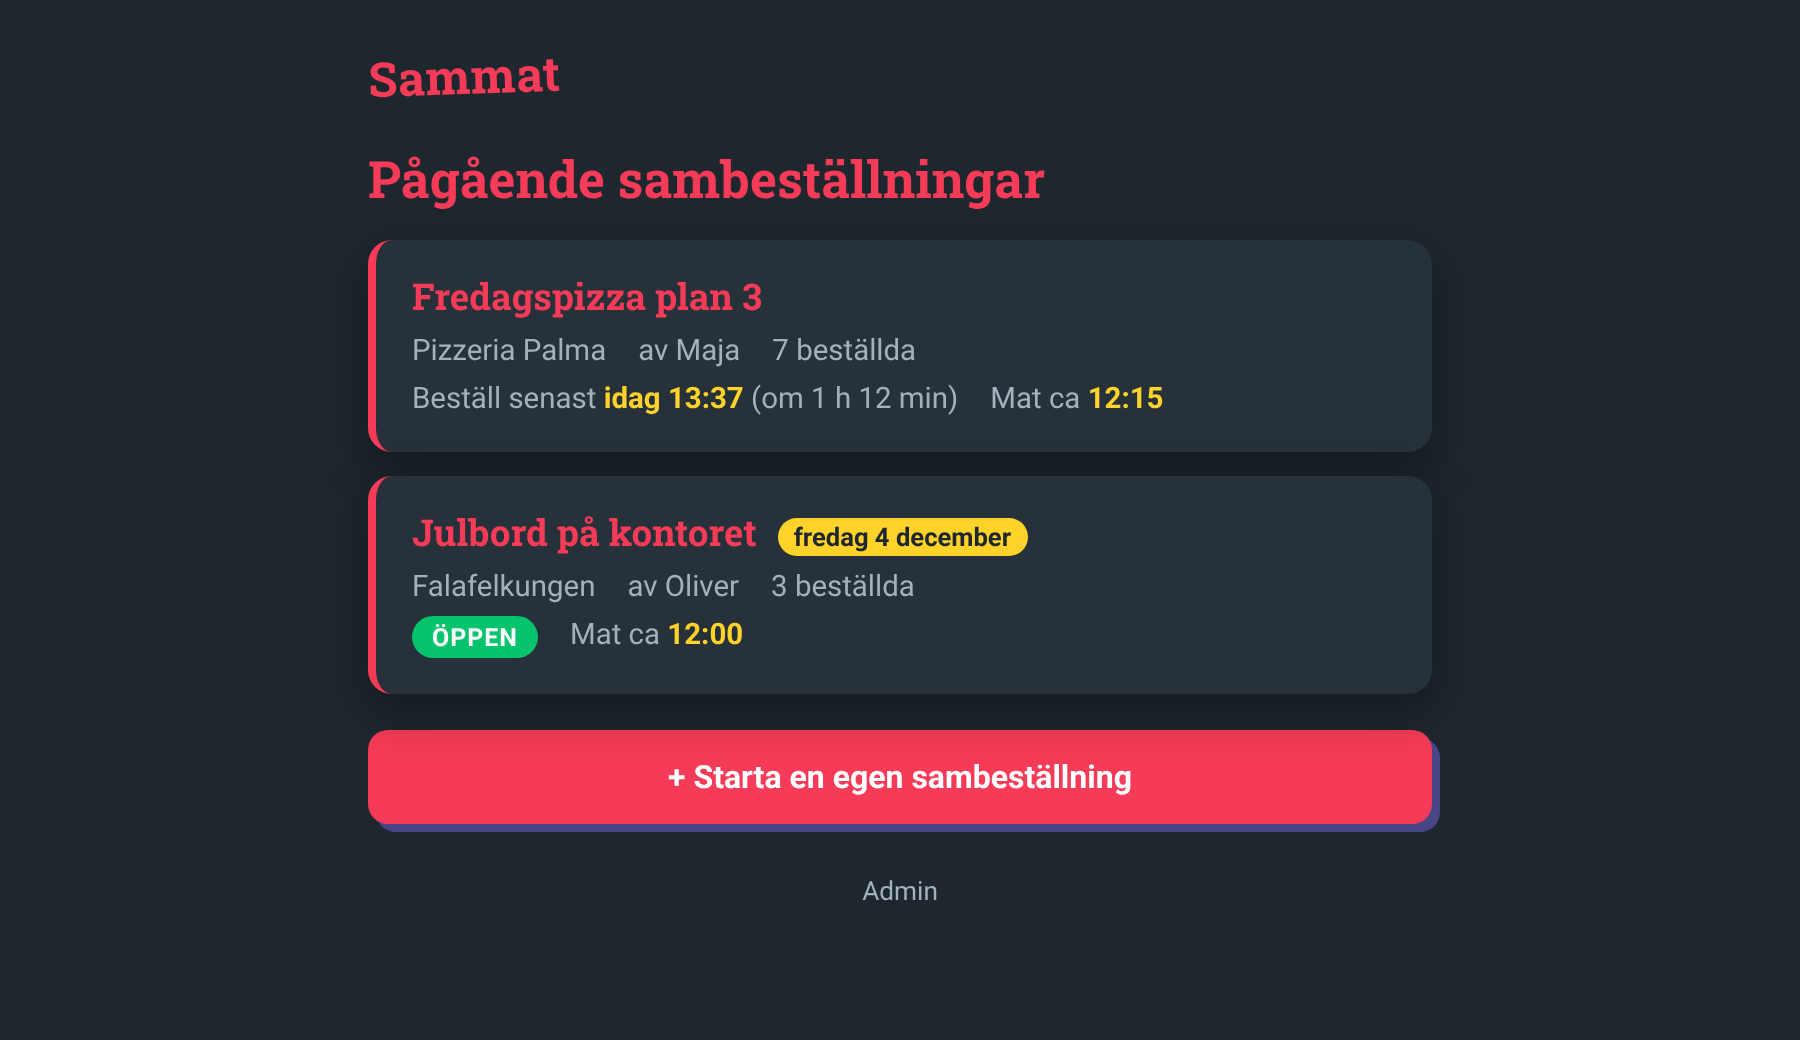 Sammat
Pågående sambeställningar
Fredagspizza plan 3
Pizzeria Palma av Maja 7 beställda
Beställ senast idag 13:37 (om 1 h 12 min) Mat ca 12:15
Julbord på kontoret fredag 4 december
Falafelkungen av Oliver 3 beställda
ÖPPEN Mat ca 12:00
+ Starta en egen sambeställning
Admin